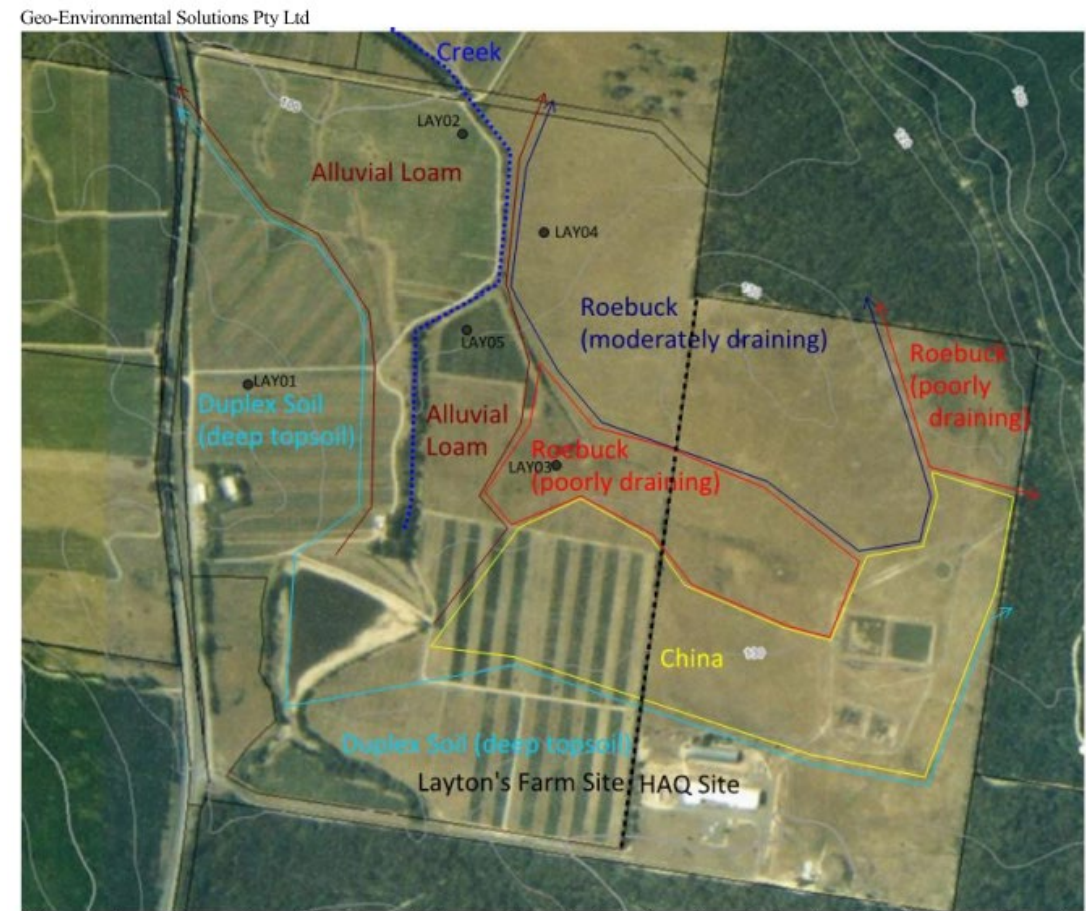 Geo-Environmental Solutions Pty Ltd
Creek
100
LAY02
Alluvial Loam
LAY04
Roebuck
(moderately draining)
LAY05
Roebuck
(poorly
draining)
LAY01
Duplex Soil
(deep topsoil)
Alluvial
Loam
Roebuck
LAY03
(poorly draining)
China
130
Duplex Soil (deep topsoil)
Layton's Farm Site
HAQ Site